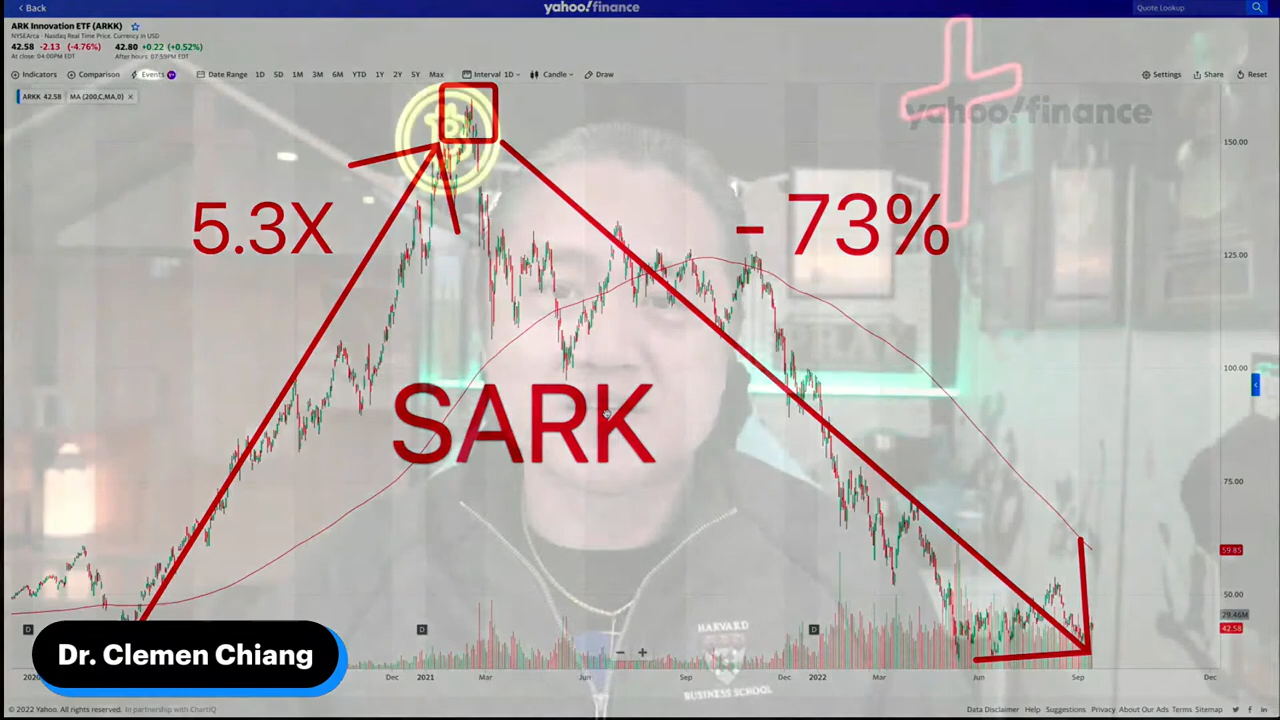 Back
yahoo!finance
Quote Lookup
ARK Innovation ETF (ARKK)
NYSEArca - Nasdaq Real Time Price. Currency in USD
42.58 -2.13 (-4.76%) 42.80 +0.22 (+0.52%)
At close: 04:00PM EDT After hours: 07:59PM EDT
Indicators Comparison Events Date Range 1D 5D 1M 3M 6M YTD 1Y 2Y 5Y Max Interval 1D Candle Draw Settings Share Reset
ARKK 42.58 MA (200,C,MA,0)
yahoo!finance
150.00
5.3X
- 73%
125.00
100.00
SARK
75.00
59.85
50.00
29.46M
42.58
D
D
D
HARVARD
BUSINESS SCHOOL
Dr. Clemen Chiang
2020 Dec 2021 Mar Jun Sep Dec 2022 Mar Jun Sep Dec
© 2022 Yahoo. All rights reserved. In partnership with ChartIQ
Data Disclaimer Help Suggestions Privacy About Our Ads Terms Sitemap